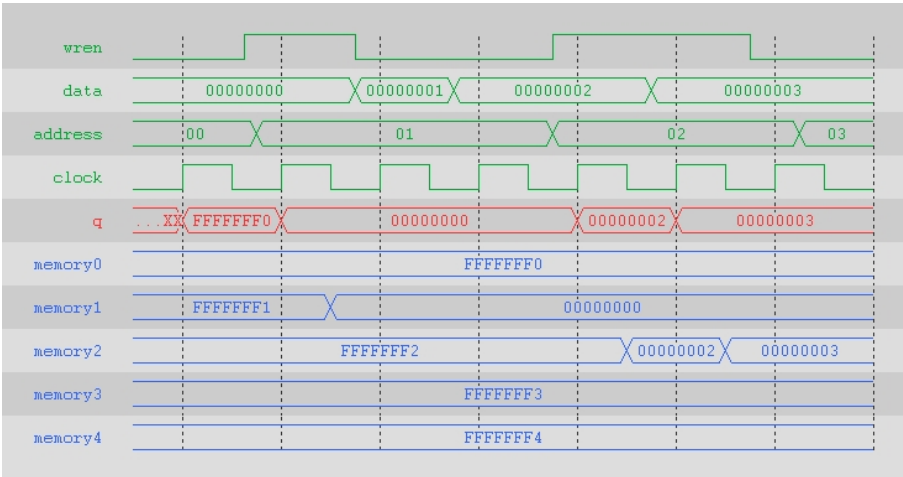 wren
data 00000000 00000001 00000002 00000003
address 00 01 02 03
clock
q ...XX FFFFFFF0 00000000 00000002 00000003
memory0 FFFFFFF0
memory1 FFFFFFF1 00000000
memory2 FFFFFFF2 00000002 00000003
memory3 FFFFFFF3
memory4 FFFFFFF4